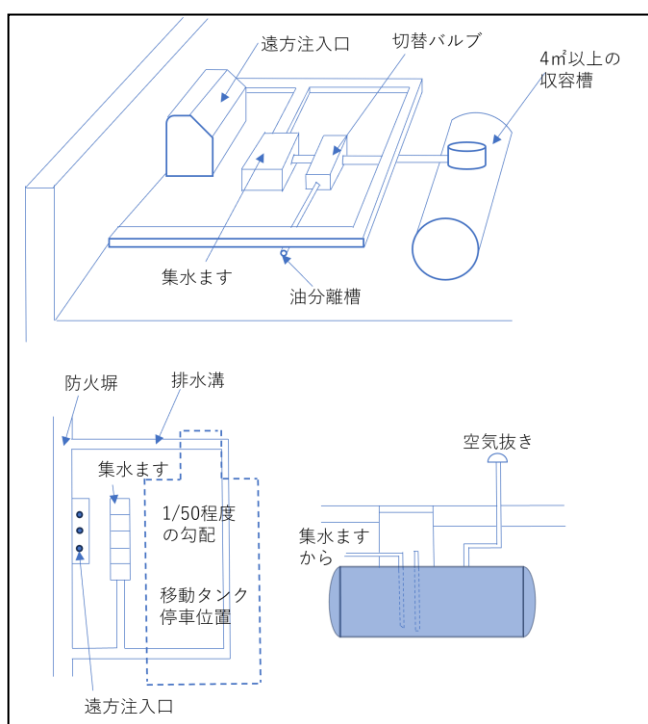 遠方注入口
切替バルブ
4㎥以上の
収容槽
集水ます
油分離槽
防火塀
排水溝
集水ます
1/50程度
の勾配
移動タンク
停車位置
遠方注入口
空気抜き
集水ます
から